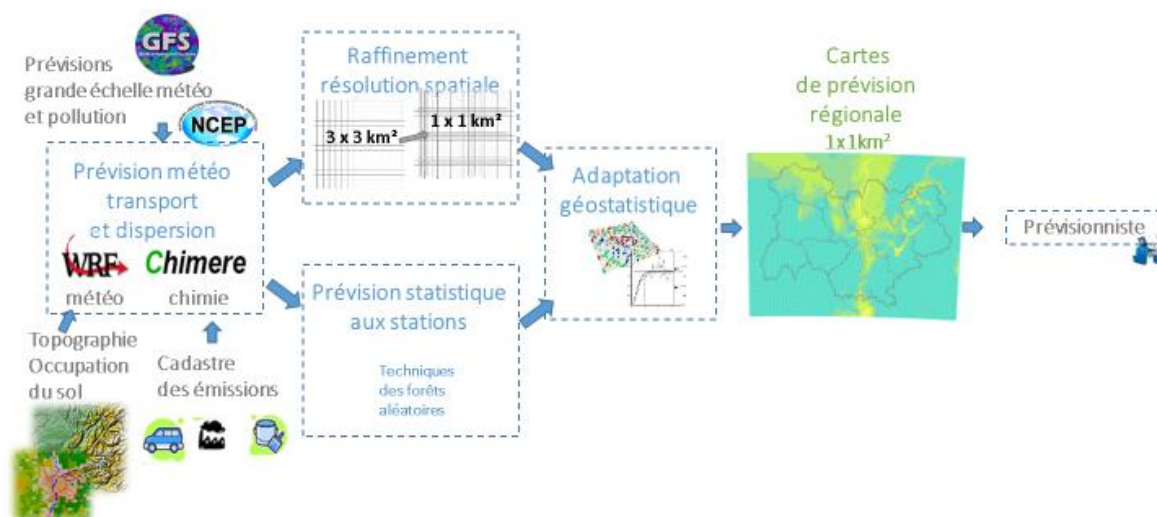 GFS
Prévisions
grande échelle météo
et pollution
NCEP
Prévision météo
transport
et dispersion
WRF
Chimere
météo
chimie
Topographie
Occupation
du sol
Cadastre
des émissions
Raffinement
résolution spatiale
3 x 3 km²
1 x 1 km²
Prévision statistique
aux stations
Techniques
des forêts
aléatoires
Adaptation
géostatistique
Cartes
de prévision
régionale
1x1km²
Prévisionniste